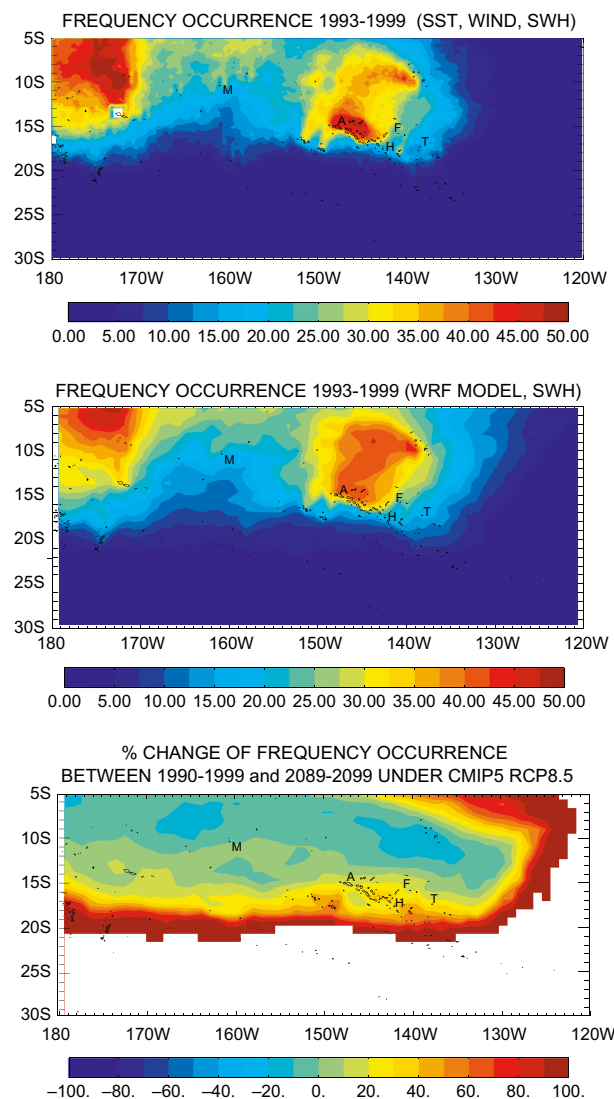 FREQUENCY OCCURRENCE 1993-1999 (SST, WIND, SWH)
5S
10S
15S
20S
25S
30S
M
A
F
H
T
180 170W 160W 150W 140W 130W 120W
0.00 5.00 10.00 15.00 20.00 25.00 30.00 35.00 40.00 45.00 50.00
FREQUENCY OCCURRENCE 1993-1999 (WRF MODEL, SWH)
5S
10S
15S
20S
25S
30S
M
A
F
H
T
180 170W 160W 150W 140W 130W 120W
0.00 5.00 10.00 15.00 20.00 25.00 30.00 35.00 40.00 45.00 50.00
% CHANGE OF FREQUENCY OCCURRENCE
BETWEEN 1990-1999 and 2089-2099 UNDER CMIP5 RCP8.5
5S
10S
15S
20S
25S
30S
M
A
F
H
T
180 170W 160W 150W 140W 130W 120W
–100. –80. –60. –40. –20. 0. 20. 40. 60. 80. 100.